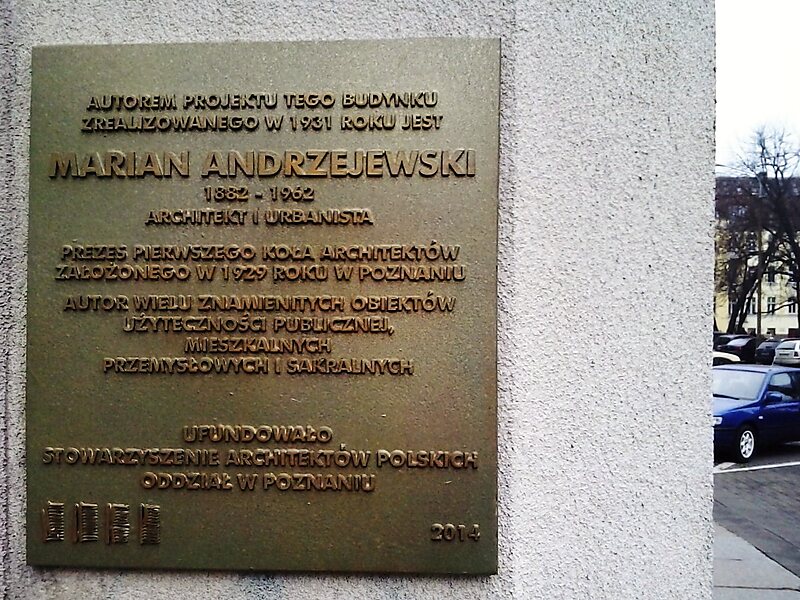 AUTOREM PROJEKTU TEGO BUDYNKU
ZREALIZOWANEGO W 1931 ROKU JEST
MARIAN ANDRZEJEWSKI
1882 - 1962
ARCHITEKT I URBANISTA
PREZES PIERWSZEGO KOŁA ARCHITEKTÓW
ZAŁOŻONEGO W 1929 ROKU W POZNANIU
AUTOR WIELU ZNAMIENITYCH OBIEKTÓW
UŻYTECZNOŚCI PUBLICZNEJ,
MIESZKALNYCH
PRZEMYSŁOWYCH I SAKRALNYCH
UFUNDOWAŁO
STOWARZYSZENIE ARCHITEKTÓW POLSKICH
ODDZIAŁ W POZNANIU
2014